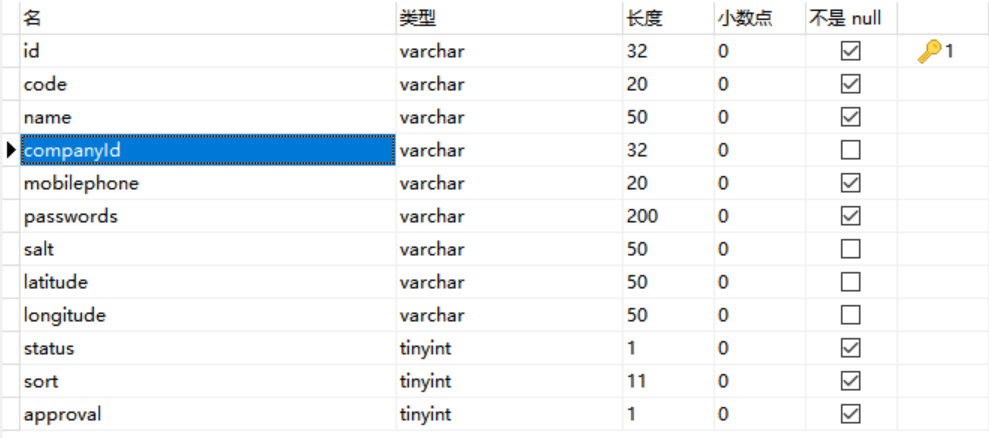 名 类型 长度 小数点 不是 null
id varchar 32 0 1
code varchar 20 0
name varchar 50 0
companyId varchar 32 0
mobilephone varchar 20 0
passwords varchar 200 0
salt varchar 50 0
latitude varchar 50 0
longitude varchar 50 0
status tinyint 1 0
sort tinyint 11 0
approval tinyint 1 0